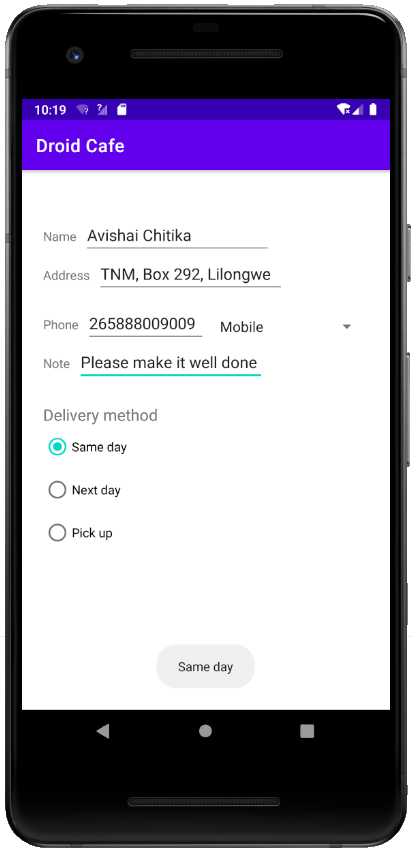 10:19
Droid Cafe
Name Avishai Chitika
Address TNM, Box 292, Lilongwe
Phone 265888009009 Mobile
Note Please make it well done
Delivery method
Same day
Next day
Pick up
Same day